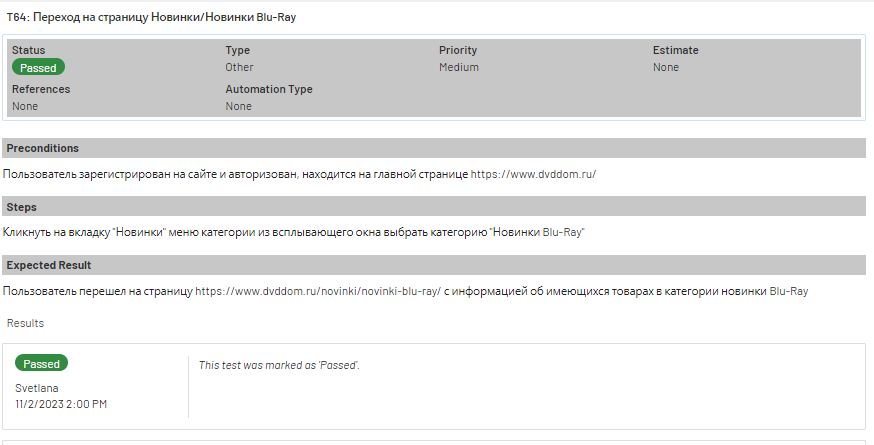 T64: Переход на страницу Новинки/Новинки Blu-Ray
Status Type Priority Estimate
Passed Other Medium None
References Automation Type
None None
Preconditions
Пользователь зарегистрирован на сайте и авторизован, находится на главной странице https://www.dvddom.ru/
Steps
Кликнуть на вкладку "Новинки" меню категории из всплывающего окна выбрать категорию "Новинки Blu-Ray"
Expected Result
Пользователь перешел на страницу https://www.dvddom.ru/novinki/novinki-blu-ray/ с информацией об имеющихся товарах в категории новинки Blu-Ray
Results
Passed This test was marked as 'Passed'.
Svetlana
11/2/2023 2:00 PM